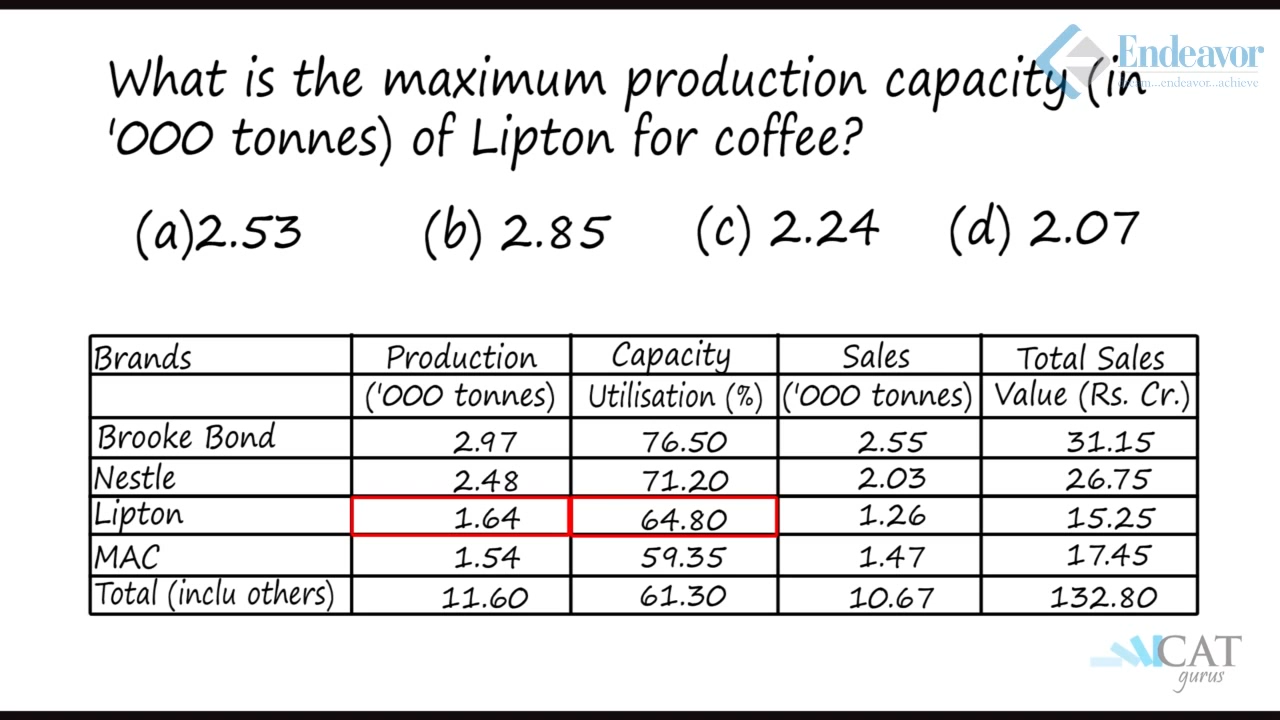 Endeavor
What is the maximum production capacity (in
...endeavor...achieve
'000 tonnes) of Lipton for coffee?
(a)2.53 (b) 2.85 (c) 2.24 (d) 2.07
Brands Production Capacity Sales Total Sales
('000 tonnes) Utilisation (%) ('000 tonnes) Value (Rs. Cr.)
Brooke Bond 2.97 76.50 2.55 31.15
Nestle 2.48 71.20 2.03 26.75
Lipton 1.64 64.80 1.26 15.25
MAC 1.54 59.35 1.47 17.45
Total (inclu others) 11.60 61.30 10.67 132.80
CAT
gurus